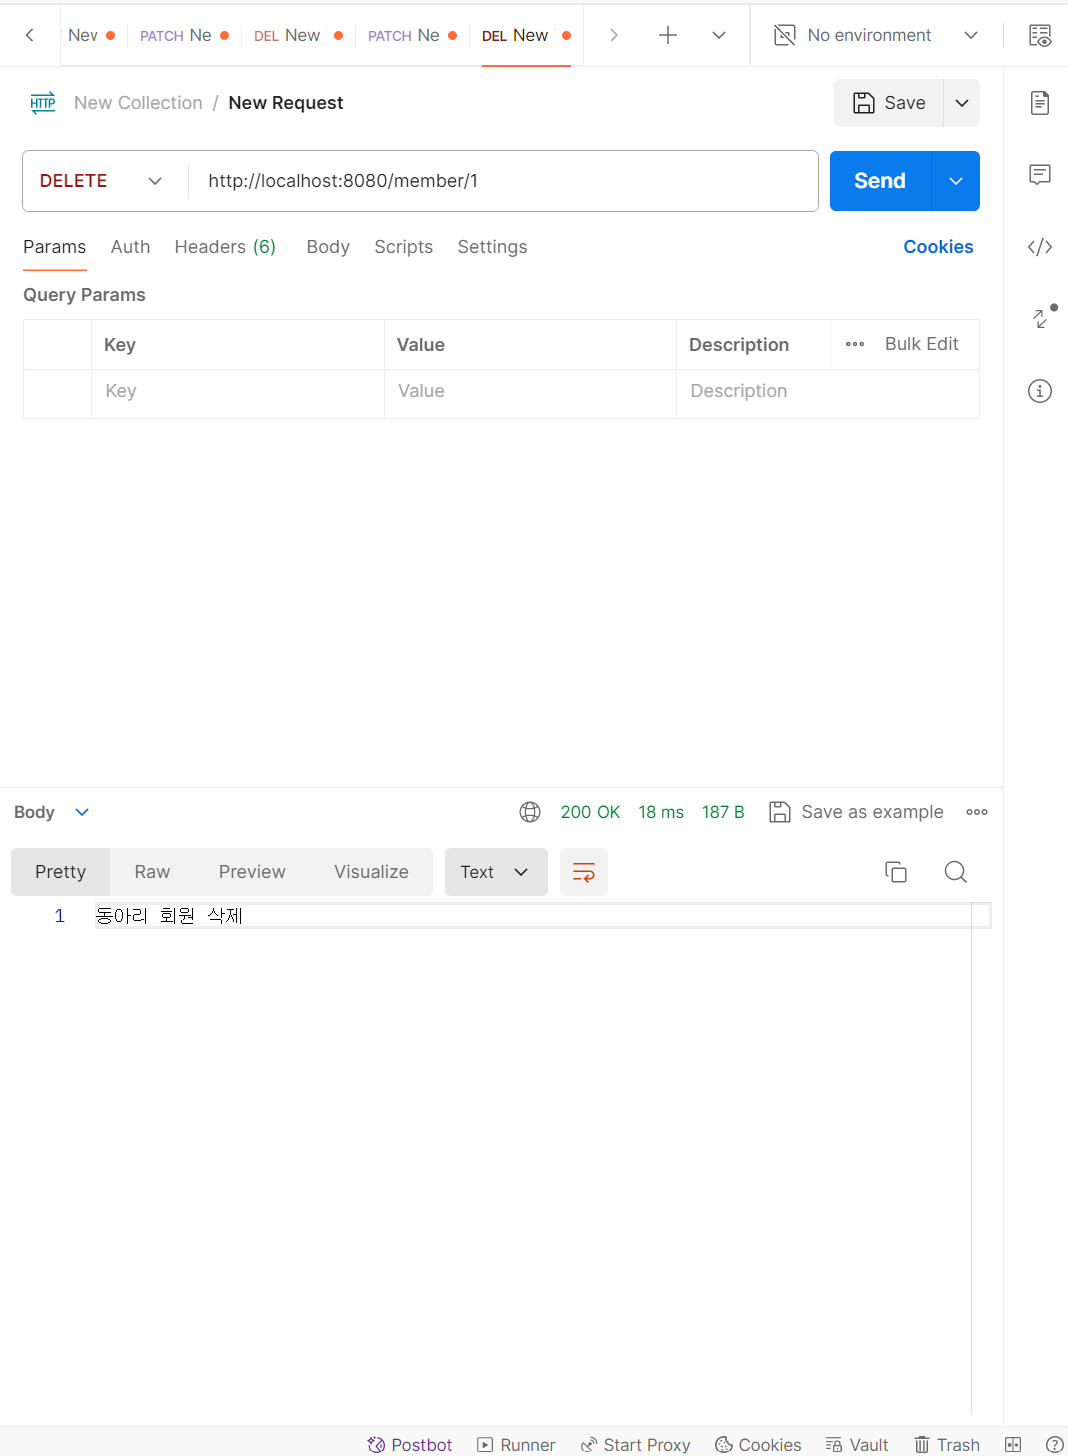 New PATCH Ne DEL New PATCH Ne DEL New No environment
HTTP New Collection / New Request Save
DELETE http://localhost:8080/member/1 Send
Params Auth Headers (6) Body Scripts Settings Cookies
Query Params
Key Value Description Bulk Edit
Key Value Description
Body 200 OK 18 ms 187 B Save as example
Pretty Raw Preview Visualize Text
1 동아리 회원 삭제
Postbot Runner Start Proxy Cookies Vault Trash